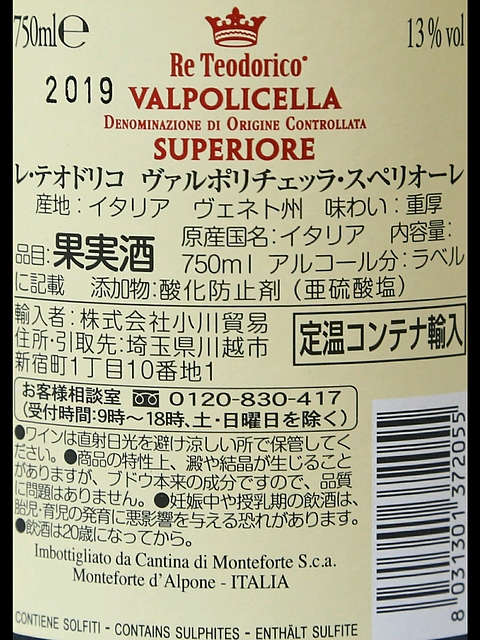 750ml℮
13% vol
Re Teodorico
2019 VALPOLICELLA
DENOMINAZIONE DI ORIGINE CONTROLLATA
SUPERIORE
レ・テオドリコ ヴァルポリチェッラ・スペリオーレ
産地:イタリア ヴェネト州 味わい:重厚
品目:果実酒 原産国名:イタリア 内容量:
750ml アルコール分:ラベル
に記載 添加物:酸化防止剤(亜硫酸塩)
輸入者:株式会社小川貿易
住所・引取先:埼玉県川越市
新宿町1丁目10番地1
定温コンテナ輸入
お客様相談室 0120-830-417
(受付時間:9時〜18時、土・日曜日を除く)
●ワインは直射日光を避け涼しい所で保管してく
ださい。●商品の特性上、澱や結晶が生じること
がありますが、ブドウ本来の成分ですので、品質
に問題はありません。●妊娠中や授乳期の飲酒は、
胎児・育児の発育に悪影響を与える恐れがあります。
●飲酒は20歳になってから。
Imbottigliato da Cantina di Monteforte S.c.a.
Monteforte d'Alpone - ITALIA
CONTIENE SOLFITI - CONTAINS SULPHITES - ENTHÄLT SULFITE
8 031301 372055